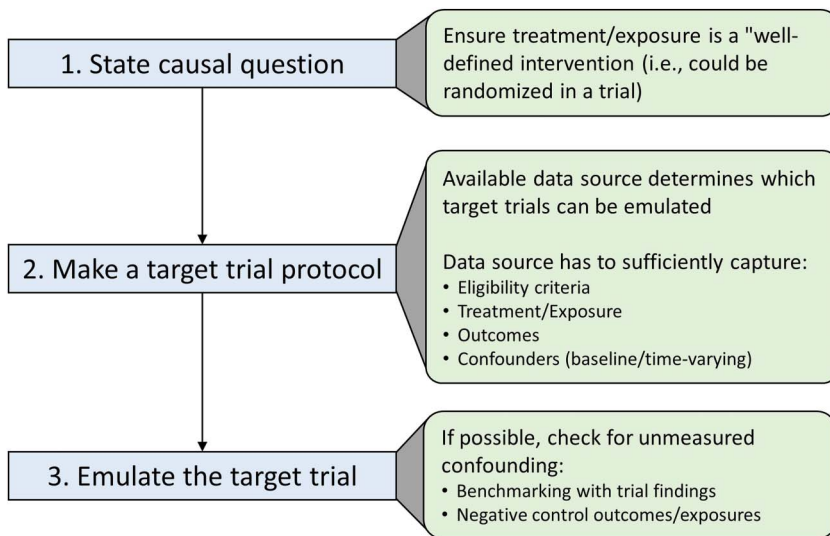 1. State causal question
Ensure treatment/exposure is a "well-
defined intervention (i.e., could be
randomized in a trial)
2. Make a target trial protocol
Available data source determines which
target trials can be emulated
Data source has to sufficiently capture:
• Eligibility criteria
• Treatment/Exposure
• Outcomes
• Confounders (baseline/time-varying)
3. Emulate the target trial
If possible, check for unmeasured
confounding:
• Benchmarking with trial findings
• Negative control outcomes/exposures